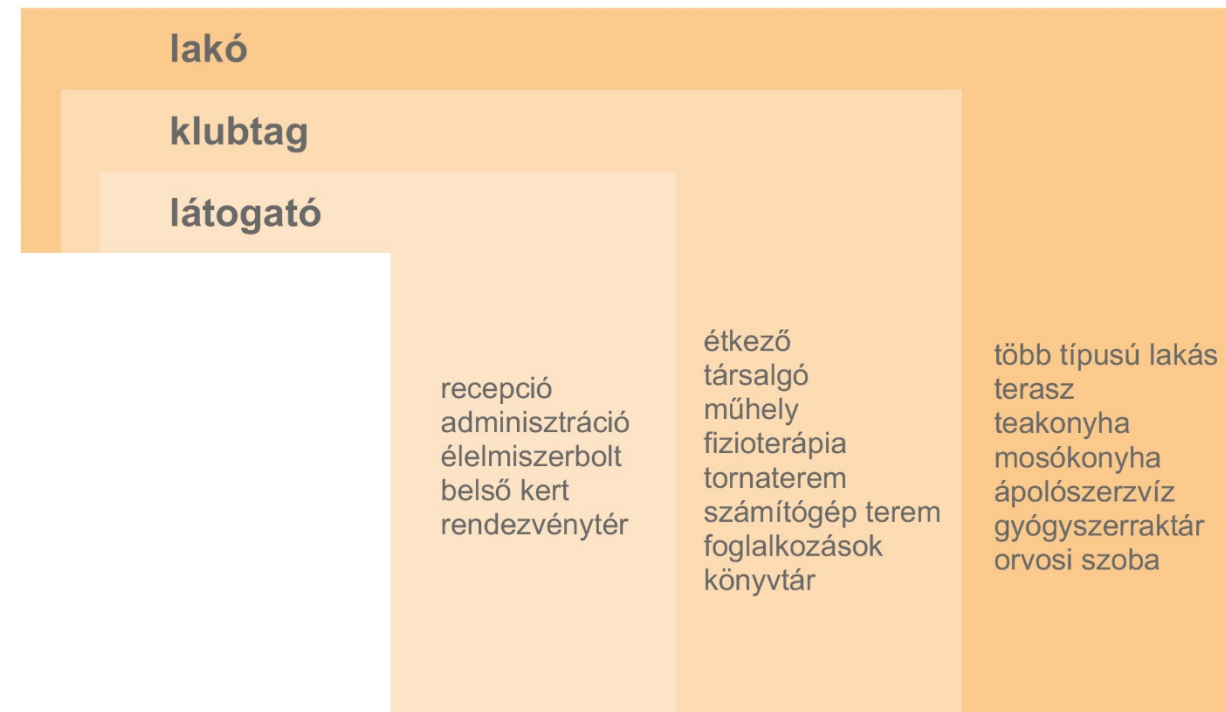 lakó
klubtag
látogató
recepció
adminisztráció
élelmiszerbolt
belső kert
rendezvénytér
étkező
társalgó
műhely
fizioterápia
tornaterem
számítógép terem
foglalkozások
könyvtár
több típusú lakás
terasz
teakonyha
mosókonyha
ápolószerzvíz
gyógyszerraktár
orvosi szoba